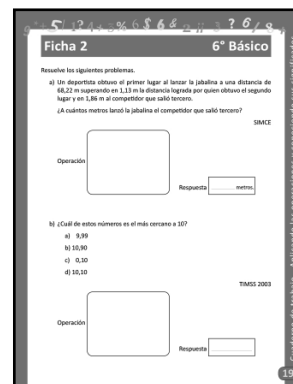 Ficha 2
6° Básico
Resuelve los siguientes problemas.
a) Un deportista obtuvo el primer lugar al lanzar la jabalina a una distancia de
68,22 m superando en 1,13 m la distancia lograda por quien obtuvo el segundo
lugar y en 1,86 m al competidor que salió tercero.
¿A cuántos metros lanzó la jabalina el competidor que salió tercero?
SIMCE
Operación
Respuesta
metros.
b) ¿Cuál de estos números es el más cercano a 10?
a) 9,99
b) 10,90
c) 0,10
d) 10,10
TIMSS 2003
Operación
Respuesta
19